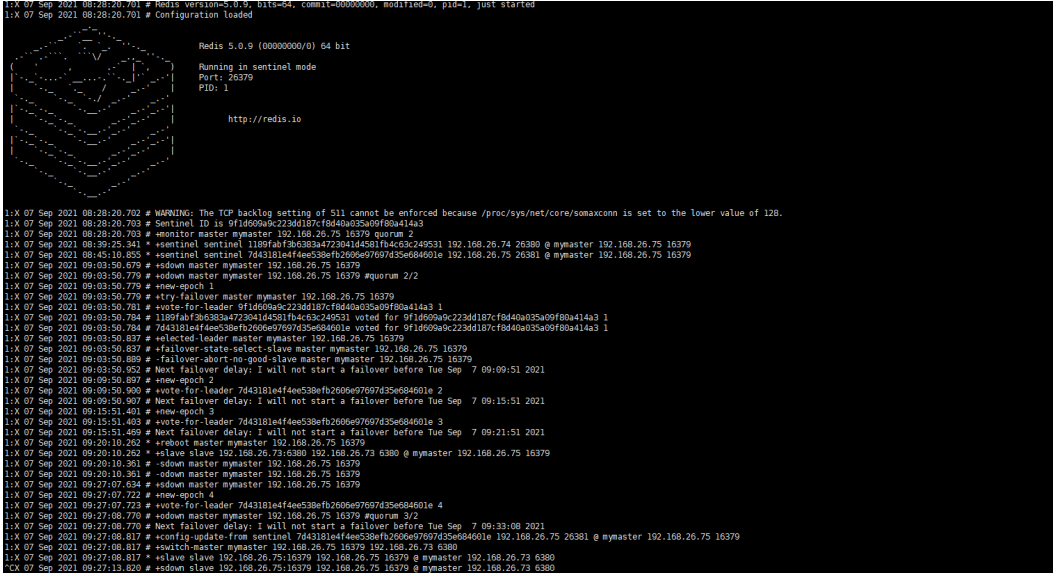 1:X 07 Sep 2021 08:28:20.701 # Redis version=5.0.9, bits=64, commit=00000000, modified=0, pid=1, just started
1:X 07 Sep 2021 08:28:20.701 # Configuration loaded
Redis 5.0.9 (00000000/0) 64 bit
Running in sentinel mode
Port: 26379
PID: 1
http://redis.io
1:X 07 Sep 2021 08:28:20.702 # WARNING: The TCP backlog setting of 511 cannot be enforced because /proc/sys/net/core/somaxconn is set to the lower value of 128.
1:X 07 Sep 2021 08:28:20.703 # Sentinel ID is 9f1d609a9c223dd187cf8d40a035a09f80a414a3
1:X 07 Sep 2021 08:28:20.703 # +monitor master mymaster 192.168.26.75 16379 quorum 2
1:X 07 Sep 2021 08:39:25.341 * +sentinel sentinel 1189fabf3b6383a4723041d4581fb4c63c249531 192.168.26.74 26380 @ mymaster 192.168.26.75 16379
1:X 07 Sep 2021 08:45:10.855 * +sentinel sentinel 7d43181e4f4ee538efb2606e97697d35e684601e 192.168.26.75 26381 @ mymaster 192.168.26.75 16379
1:X 07 Sep 2021 09:03:50.679 # +sdown master mymaster 192.168.26.75 16379
1:X 07 Sep 2021 09:03:50.779 # +odown master mymaster 192.168.26.75 16379 #quorum 2/2
1:X 07 Sep 2021 09:03:50.779 # +new-epoch 1
1:X 07 Sep 2021 09:03:50.779 # +try-failover master mymaster 192.168.26.75 16379
1:X 07 Sep 2021 09:03:50.781 # +vote-for-leader 9f1d609a9c223dd187cf8d40a035a09f80a414a3 1
1:X 07 Sep 2021 09:03:50.784 # 1189fabf3b6383a4723041d4581fb4c63c249531 voted for 9f1d609a9c223dd187cf8d40a035a09f80a414a3 1
1:X 07 Sep 2021 09:03:50.784 # 7d43181e4f4ee538efb2606e97697d35e684601e voted for 9f1d609a9c223dd187cf8d40a035a09f80a414a3 1
1:X 07 Sep 2021 09:03:50.837 # +elected-leader master mymaster 192.168.26.75 16379
1:X 07 Sep 2021 09:03:50.837 # +failover-state-select-slave master mymaster 192.168.26.75 16379
1:X 07 Sep 2021 09:03:50.889 # -failover-abort-no-good-slave master mymaster 192.168.26.75 16379
1:X 07 Sep 2021 09:03:50.952 # Next failover delay: I will not start a failover before Tue Sep  7 09:09:51 2021
1:X 07 Sep 2021 09:09:50.897 # +new-epoch 2
1:X 07 Sep 2021 09:09:50.900 # +vote-for-leader 7d43181e4f4ee538efb2606e97697d35e684601e 2
1:X 07 Sep 2021 09:09:50.907 # Next failover delay: I will not start a failover before Tue Sep  7 09:15:51 2021
1:X 07 Sep 2021 09:15:51.401 # +new-epoch 3
1:X 07 Sep 2021 09:15:51.403 # +vote-for-leader 7d43181e4f4ee538efb2606e97697d35e684601e 3
1:X 07 Sep 2021 09:15:51.469 # Next failover delay: I will not start a failover before Tue Sep  7 09:21:51 2021
1:X 07 Sep 2021 09:20:10.262 * +reboot master mymaster 192.168.26.75 16379
1:X 07 Sep 2021 09:20:10.262 * +slave slave 192.168.26.73:6380 192.168.26.73 6380 @ mymaster 192.168.26.75 16379
1:X 07 Sep 2021 09:20:10.361 # -sdown master mymaster 192.168.26.75 16379
1:X 07 Sep 2021 09:20:10.361 # -odown master mymaster 192.168.26.75 16379
1:X 07 Sep 2021 09:27:07.634 # +sdown master mymaster 192.168.26.75 16379
1:X 07 Sep 2021 09:27:07.722 # +new-epoch 4
1:X 07 Sep 2021 09:27:07.723 # +vote-for-leader 7d43181e4f4ee538efb2606e97697d35e684601e 4
1:X 07 Sep 2021 09:27:08.770 # +odown master mymaster 192.168.26.75 16379 #quorum 3/2
1:X 07 Sep 2021 09:27:08.770 # Next failover delay: I will not start a failover before Tue Sep  7 09:33:08 2021
1:X 07 Sep 2021 09:27:08.817 # +config-update-from sentinel 7d43181e4f4ee538efb2606e97697d35e684601e 192.168.26.75 26381 @ mymaster 192.168.26.75 16379
1:X 07 Sep 2021 09:27:08.817 # +switch-master mymaster 192.168.26.75 16379 192.168.26.73 6380
1:X 07 Sep 2021 09:27:08.817 * +slave slave 192.168.26.75:16379 192.168.26.75 16379 @ mymaster 192.168.26.73 6380
^CX 07 Sep 2021 09:27:13.820 # +sdown slave 192.168.26.75:16379 192.168.26.75 16379 @ mymaster 192.168.26.73 6380